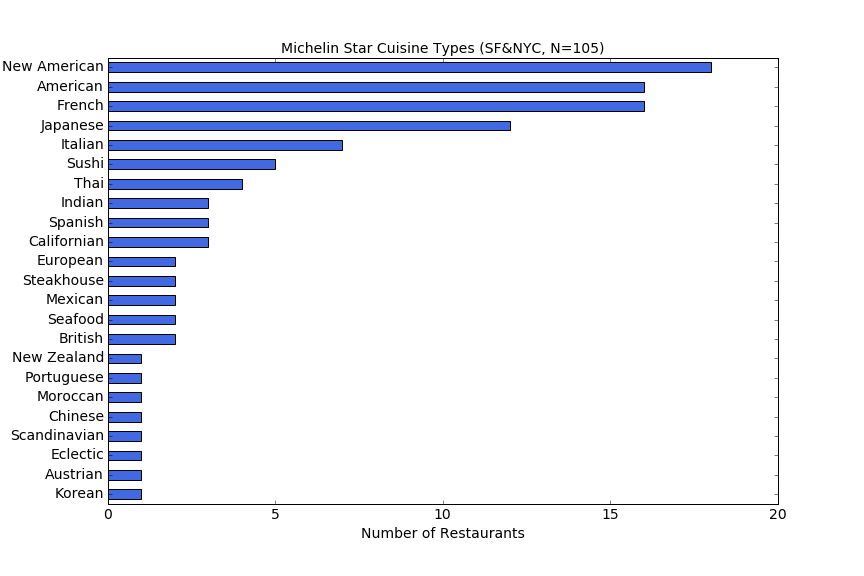 Michelin Star Cuisine Types (SF&NYC, N=105)
New American
American
French
Japanese
Italian
Sushi
Thai
Indian
Spanish
Californian
European
Steakhouse
Mexican
Seafood
British
New Zealand
Portuguese
Moroccan
Chinese
Scandinavian
Eclectic
Austrian
Korean
0 5 10 15 20
Number of Restaurants